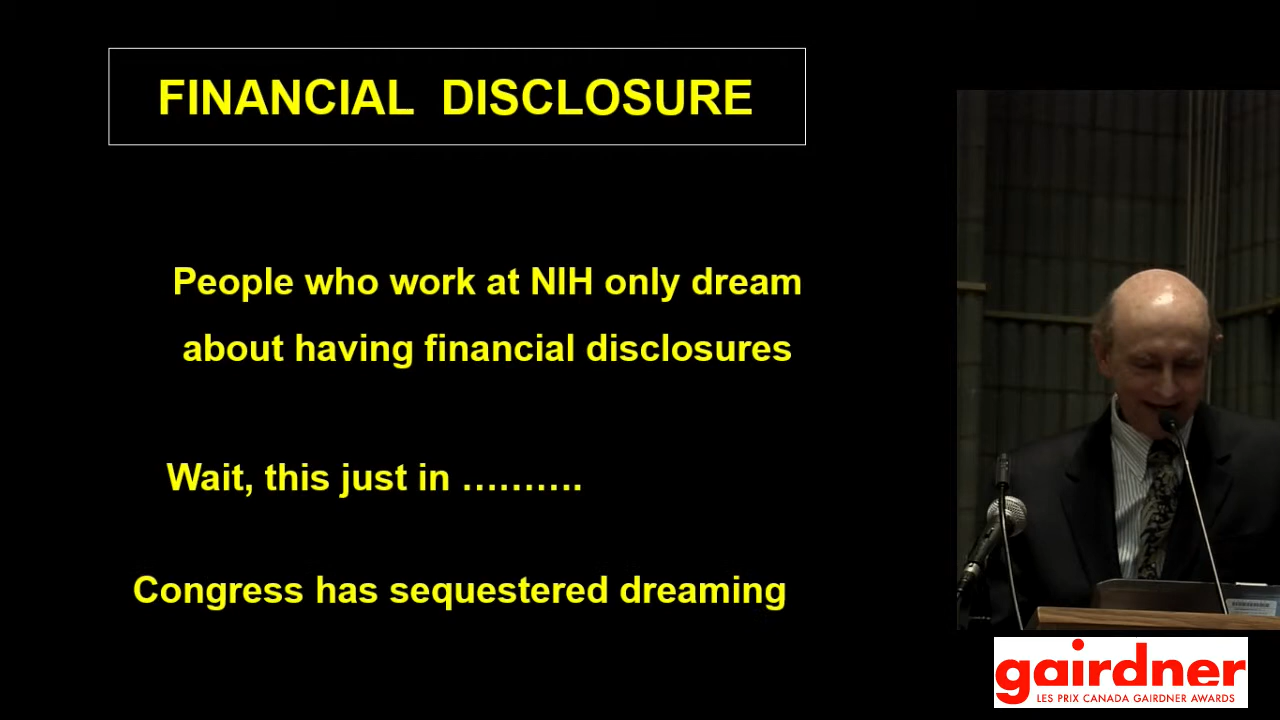 FINANCIAL DISCLOSURE
People who work at NIH only dream
about having financial disclosures
Wait, this just in ……….
Congress has sequestered dreaming
gairdner
LES PRIX CANADA GAIRDNER AWARDS